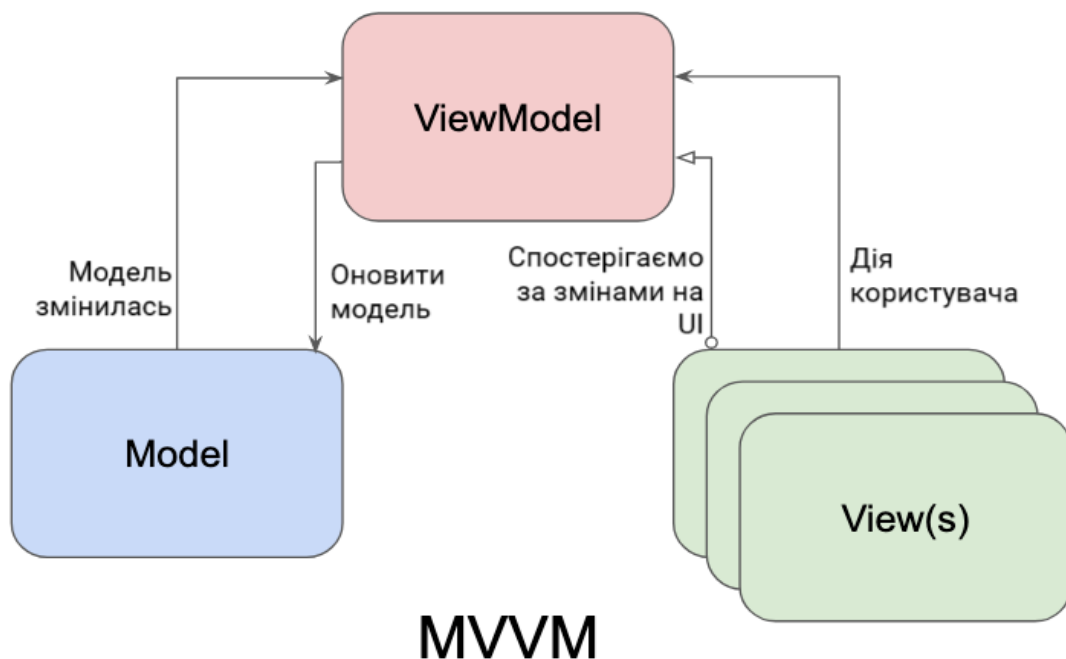 ViewModel
Модель
змінилась
Оновити
модель
Спостерігаємо
за змінами на
UI
Дія
користувача
Model
View(s)
MVVM